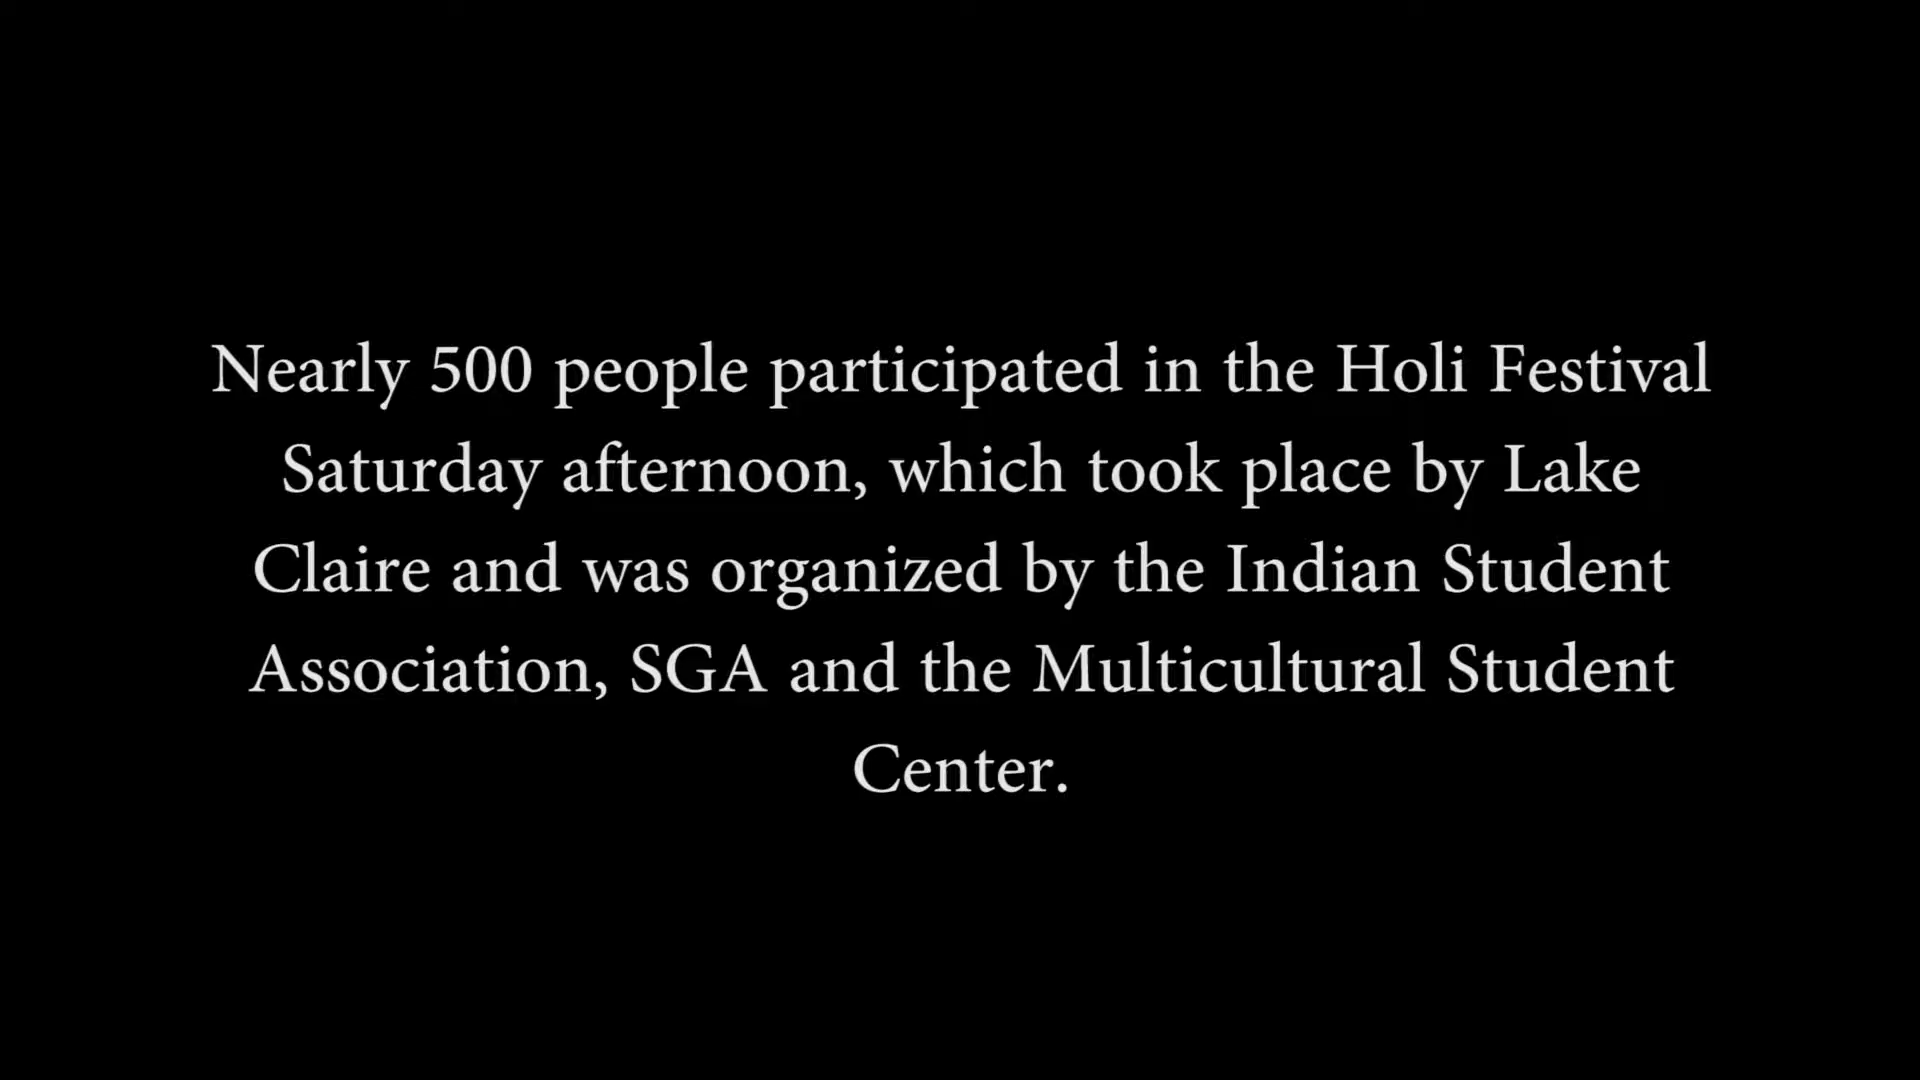 Nearly 500 people participated in the Holi Festival
Saturday afternoon, which took place by Lake
Claire and was organized by the Indian Student
Association, SGA and the Multicultural Student
Center.